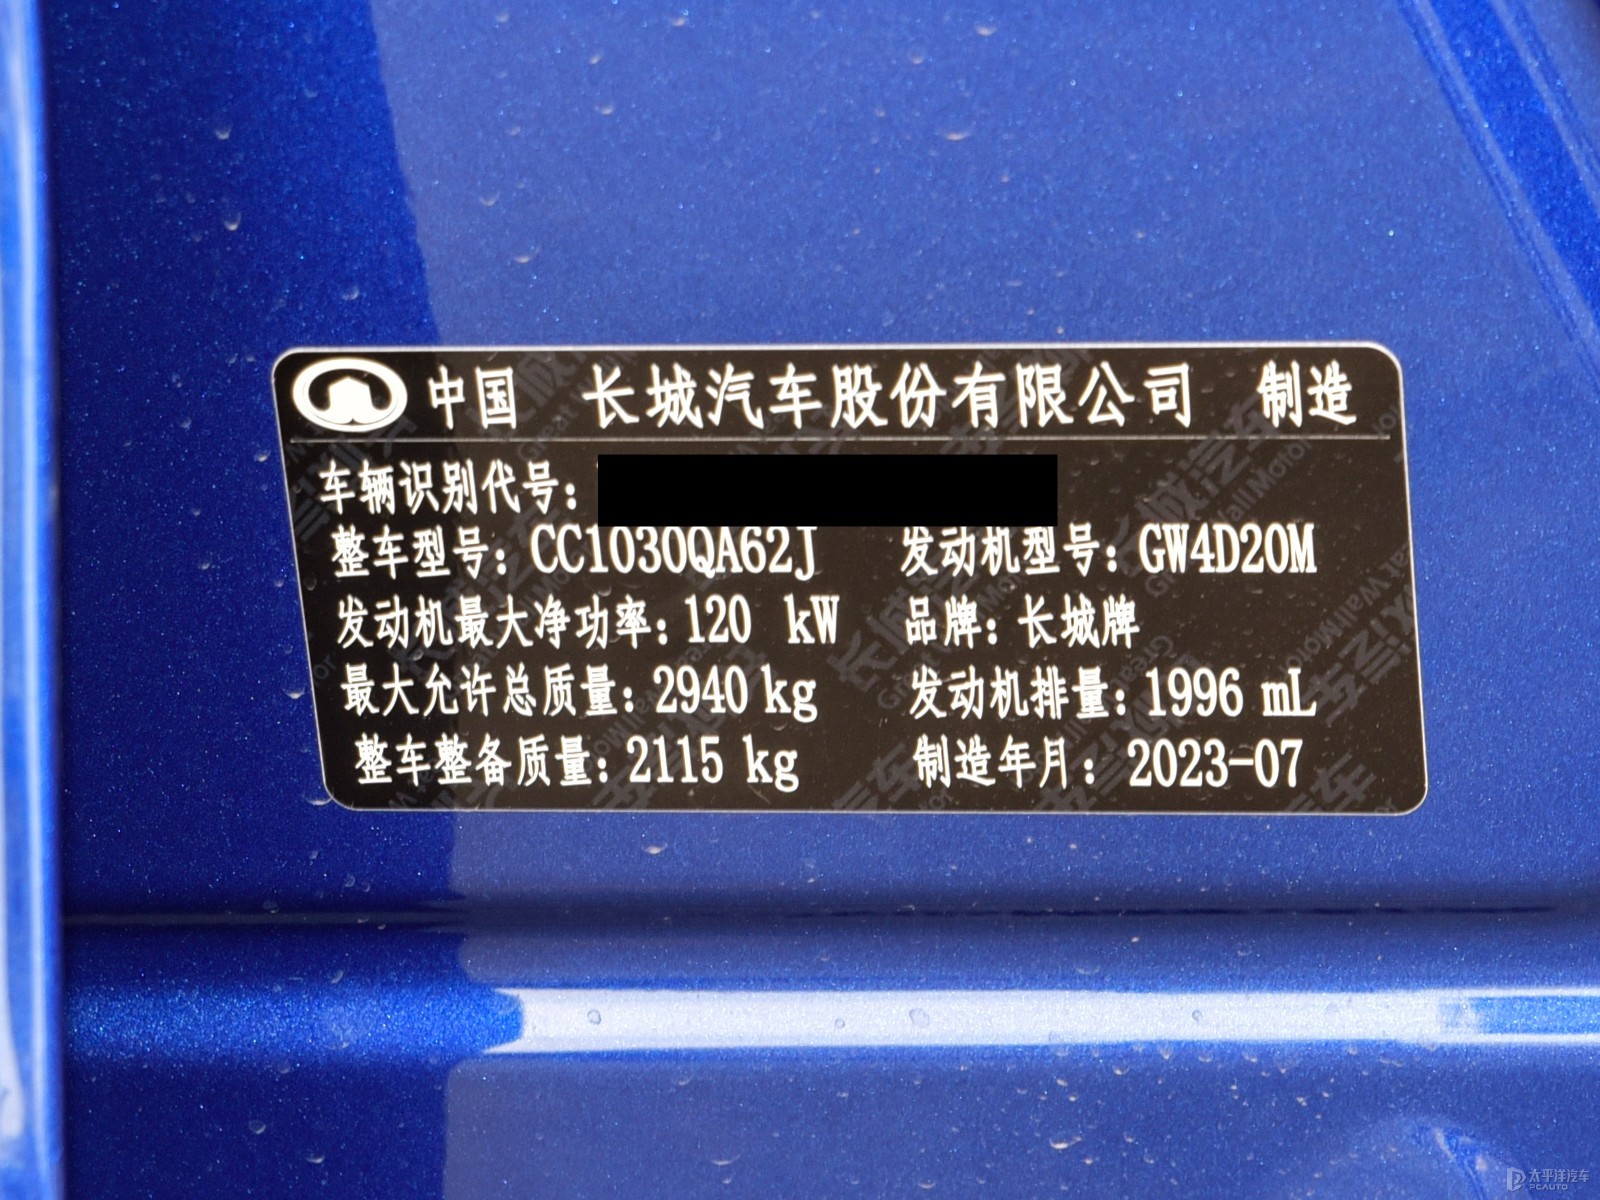 中国 长城汽车股份有限公司 制造
车辆识别代号:
整车型号: CC1030QA62J 发动机型号: GW4D20M
发动机最大净功率: 120 kW 品牌: 长城牌
最大允许总质量: 2940 kg 发动机排量: 1996 mL
整车整备质量: 2115 kg 制造年月: 2023-07
太平洋汽车
PCAUTO